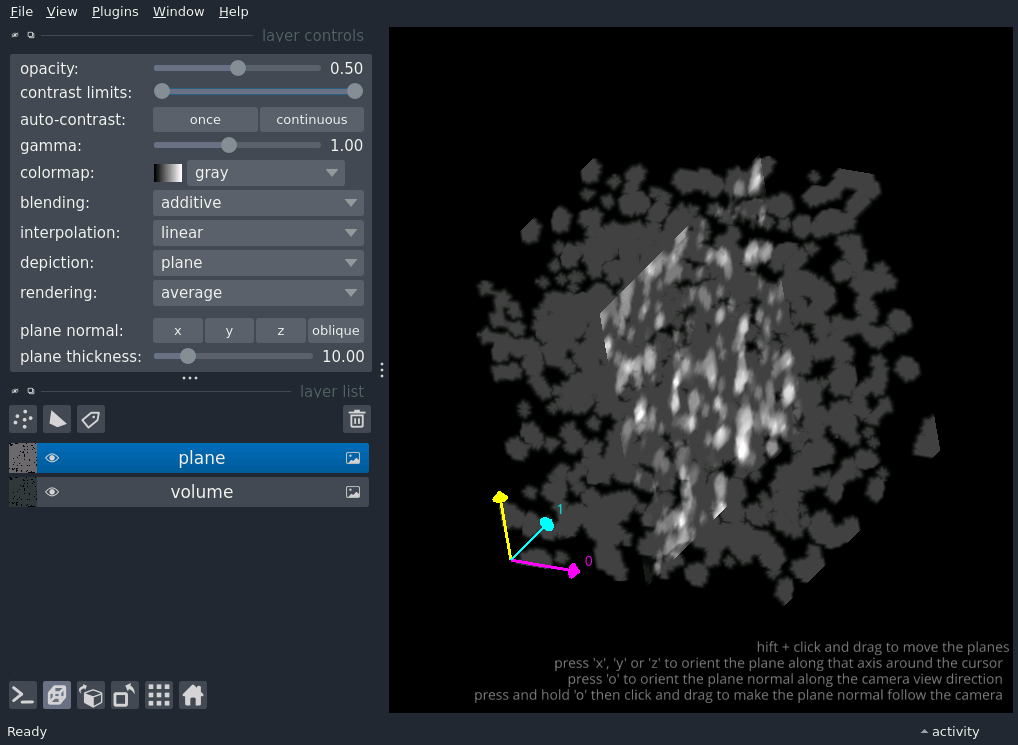 File View Plugins Window Help
layer controls
opacity: 0.50
contrast limits:
auto-contrast: once continuous
gamma: 1.00
colormap: gray
blending: additive
interpolation: linear
depiction: plane
rendering: average
plane normal: x y z oblique
plane thickness: 10.00
layer list
plane
volume
1
0
hift + click and drag to move the planes
press 'x', 'y' or 'z' to orient the plane along that axis around the cursor
press 'o' to orient the plane normal along the camera view direction
press and hold 'o' then click and drag to make the plane normal follow the camera
Ready
activity